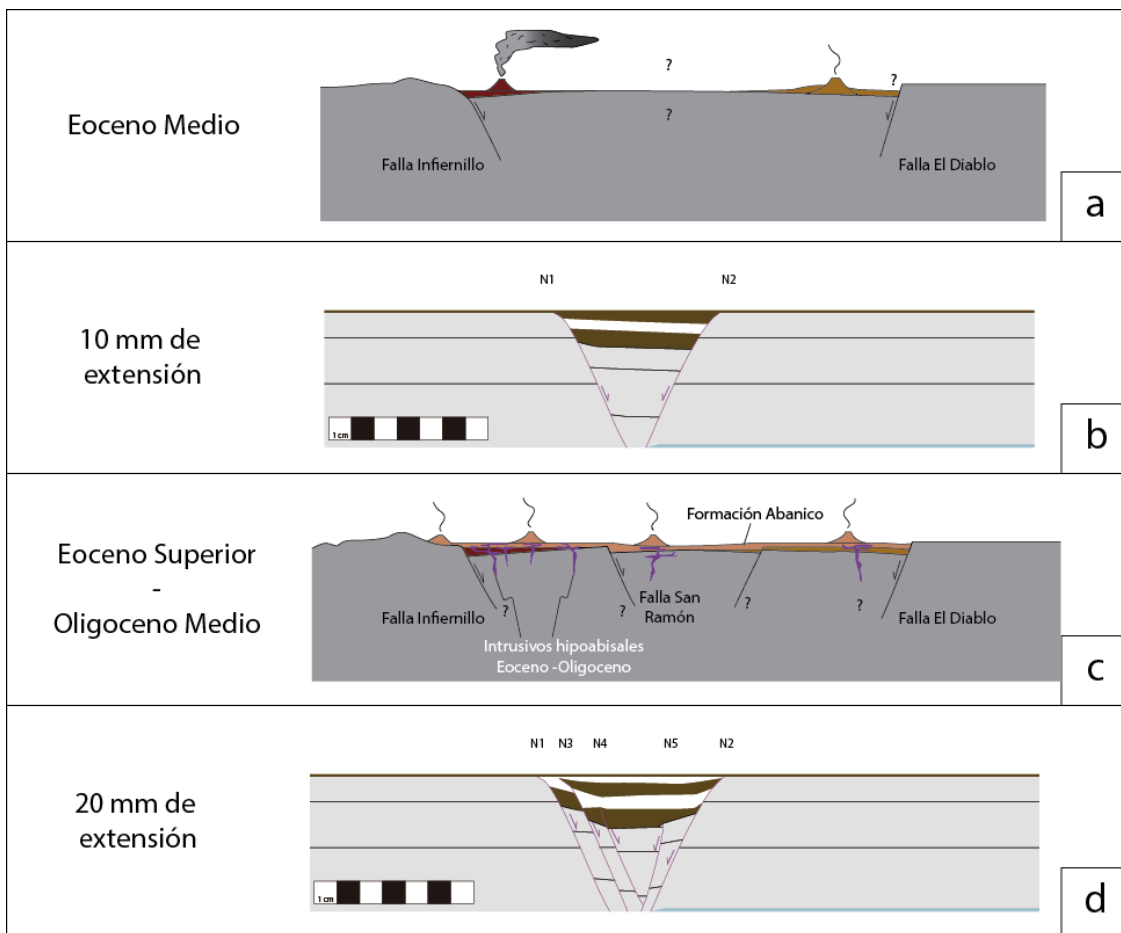 Eoceno Medio
?
?
?
Falla Infiernillo
Falla El Diablo
a
10 mm de
extensión
N1
N2
1 cm
b
Eoceno Superior
-
Oligoceno Medio
Formación Abanico
Falla Infiernillo
?
?
Falla San
Ramón
?
?
Falla El Diablo
Intrusivos hipoabisales
Eoceno -Oligoceno
c
20 mm de
extensión
N1
N3
N4
N5
N2
1 cm
d